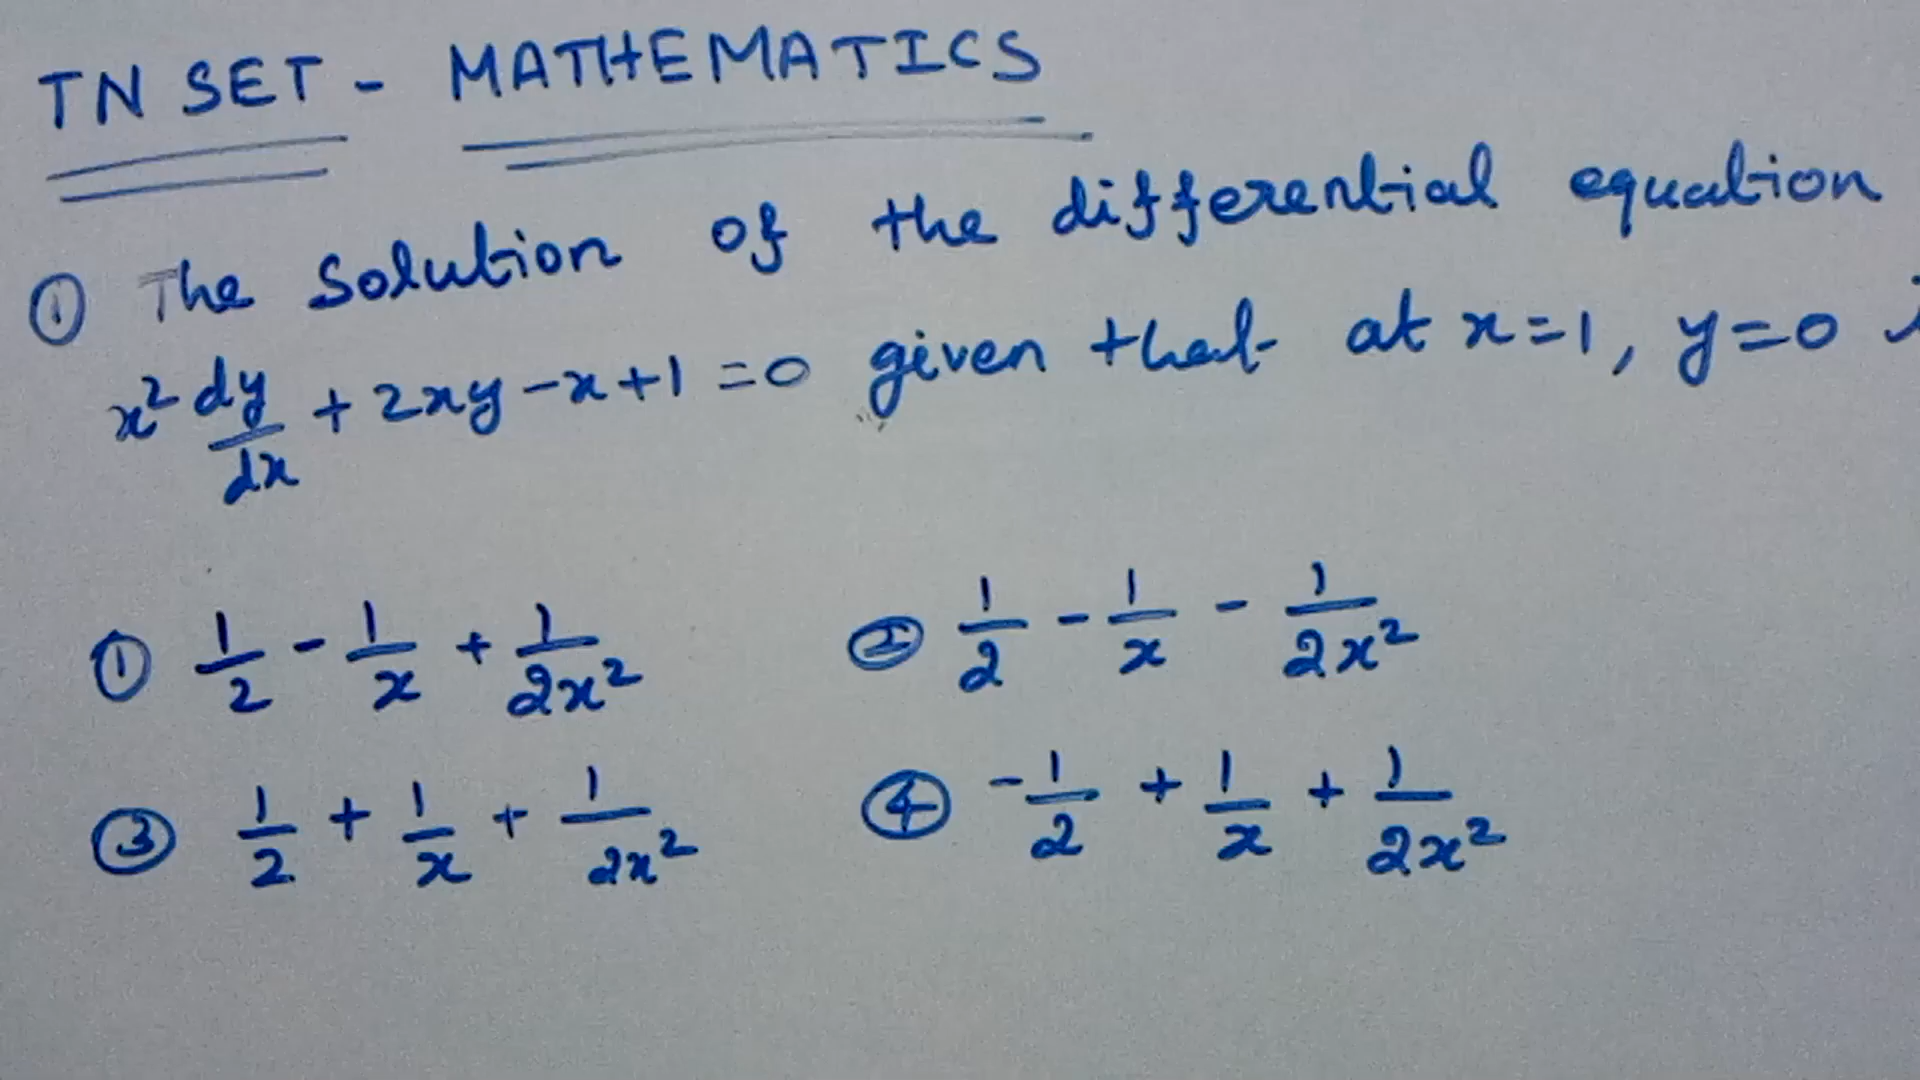 TN SET - MATHEMATICS
① The Solution of the differential equation
x² dy/dx + 2xy - x + 1 = 0 given that at x = 1, y = 0
① 1/2 - 1/x + 1/2x² ② 1/2 - 1/x - 1/2x²
③ 1/2 + 1/x + 1/2x² ④ -1/2 + 1/x + 1/2x²